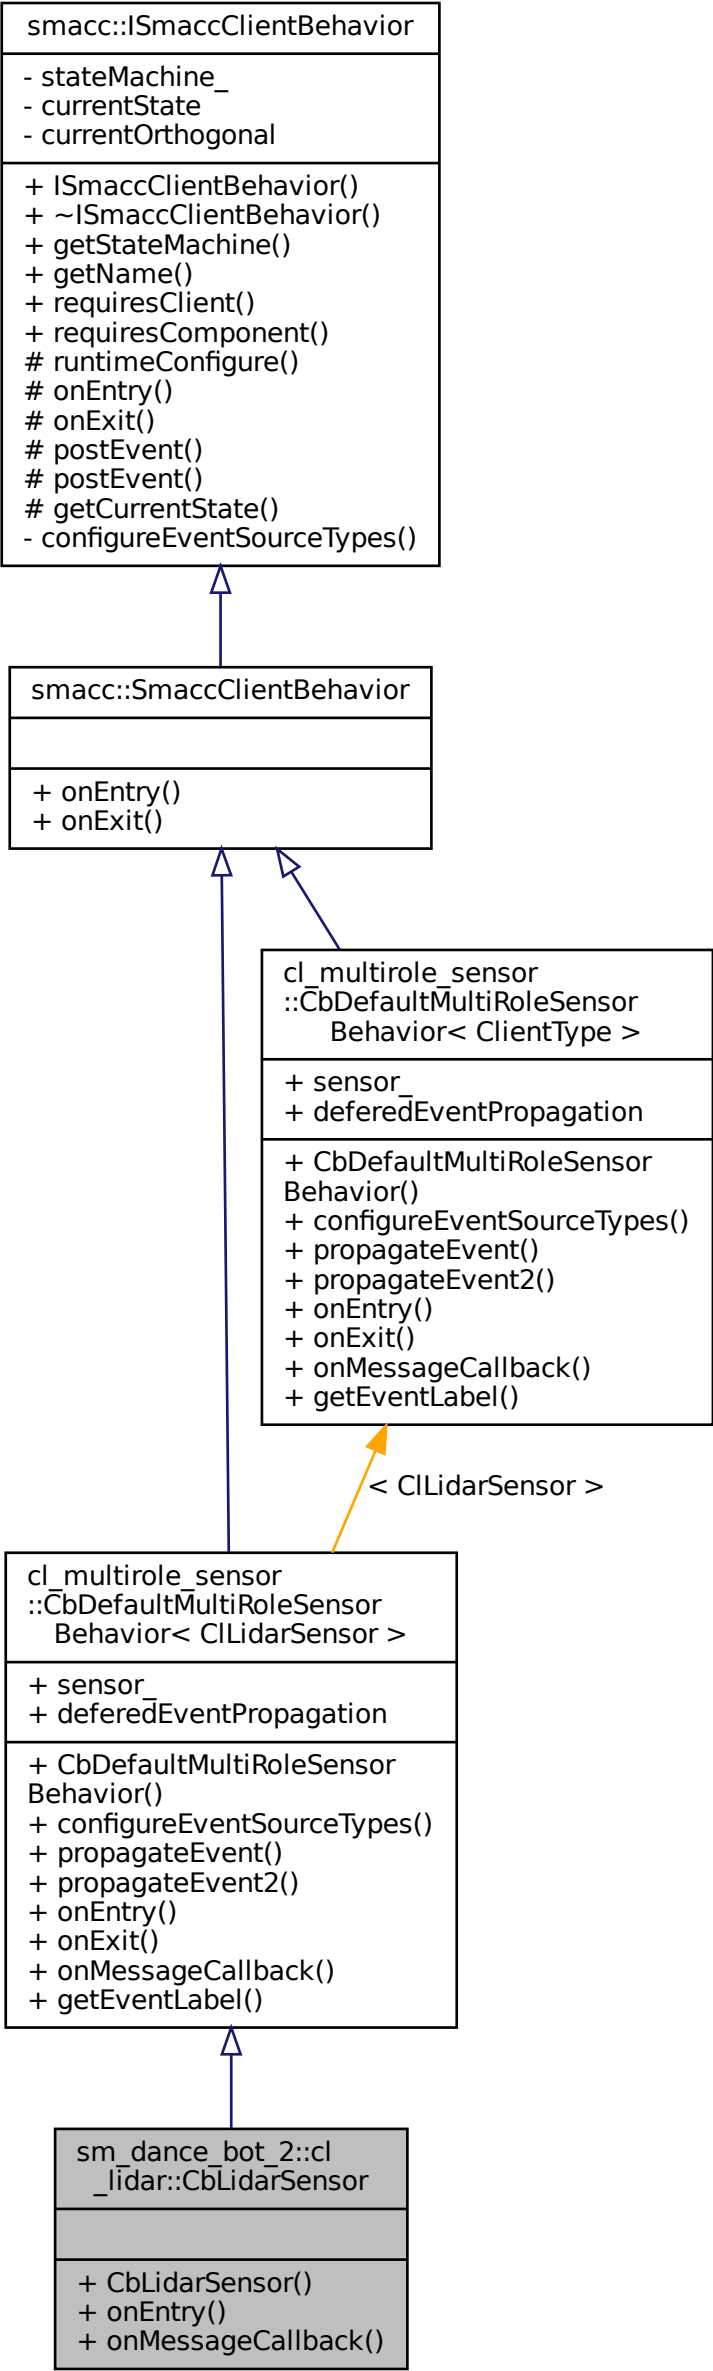 smacc::ISmaccClientBehavior
- stateMachine_
- currentState
- currentOrthogonal
+ ISmaccClientBehavior()
+ ~ISmaccClientBehavior()
+ getStateMachine()
+ getName()
+ requiresClient()
+ requiresComponent()
# runtimeConfigure()
# onEntry()
# onExit()
# postEvent()
# postEvent()
# getCurrentState()
- configureEventSourceTypes()
smacc::SmaccClientBehavior
+ onEntry()
+ onExit()
cl_multirole_sensor
::CbDefaultMultiRoleSensor
Behavior< ClientType >
+ sensor_
+ deferedEventPropagation
+ CbDefaultMultiRoleSensor
Behavior()
+ configureEventSourceTypes()
+ propagateEvent()
+ propagateEvent2()
+ onEntry()
+ onExit()
+ onMessageCallback()
+ getEventLabel()
< ClLidarSensor >
cl_multirole_sensor
::CbDefaultMultiRoleSensor
Behavior< ClLidarSensor >
+ sensor_
+ deferedEventPropagation
+ CbDefaultMultiRoleSensor
Behavior()
+ configureEventSourceTypes()
+ propagateEvent()
+ propagateEvent2()
+ onEntry()
+ onExit()
+ onMessageCallback()
+ getEventLabel()
sm_dance_bot_2::cl
_lidar::CbLidarSensor
+ CbLidarSensor()
+ onEntry()
+ onMessageCallback()